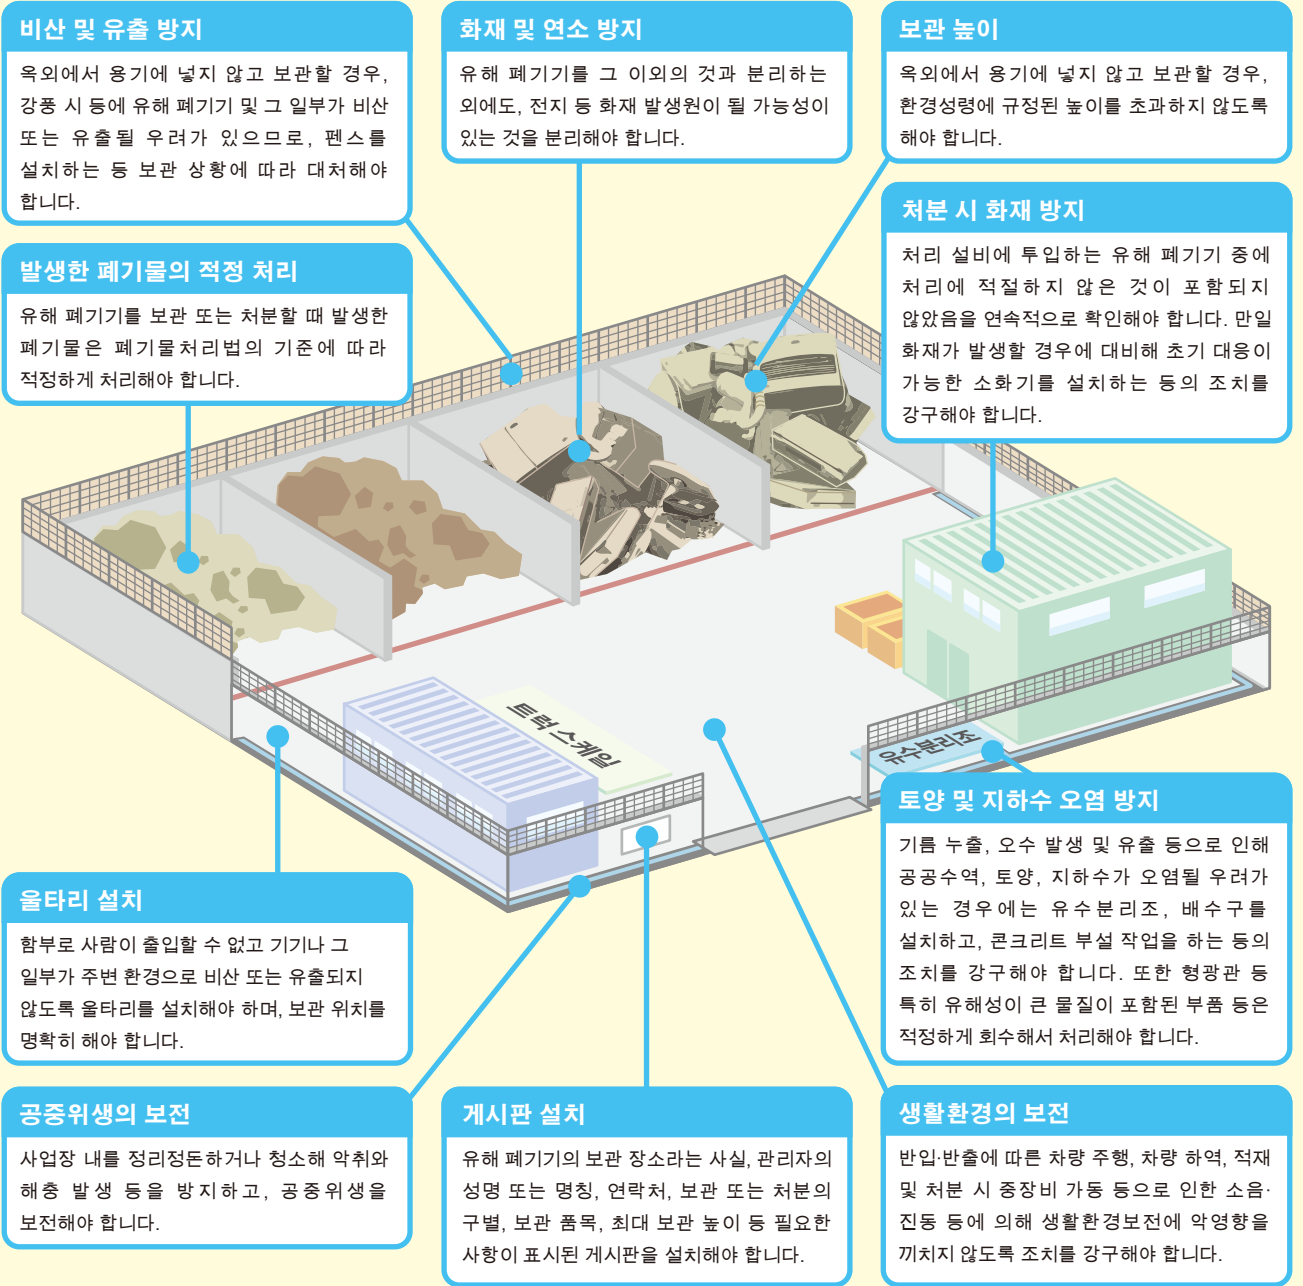 비산 및 유출 방지
옥외에서 용기에 넣지 않고 보관할 경우,
강풍 시 등에 유해 폐기기 및 그 일부가 비산
또는 유출될 우려가 있으므로, 펜스를
설치하는 등 보관 상황에 따라 대처해야
합니다.
화재 및 연소 방지
유해 폐기기를 그 이외의 것과 분리하는
외에도, 전지 등 화재 발생원이 될 가능성이
있는 것을 분리해야 합니다.
보관 높이
옥외에서 용기에 넣지 않고 보관할 경우,
환경성령에 규정된 높이를 초과하지 않도록
해야 합니다.
처분 시 화재 방지
처리 설비에 투입하는 유해 폐기기 중에
처리에 적절하지 않은 것이 포함되지
않았음을 연속적으로 확인해야 합니다. 만일
화재가 발생할 경우에 대비해 초기 대응이
가능한 소화기를 설치하는 등의 조치를
강구해야 합니다.
발생한 폐기물의 적정 처리
유해 폐기기를 보관 또는 처분할 때 발생한
폐기물은 폐기물처리법의 기준에 따라
적정하게 처리해야 합니다.
트럭 스케일
유수분리조
토양 및 지하수 오염 방지
기름 누출, 오수 발생 및 유출 등으로 인해
공공수역, 토양, 지하수가 오염될 우려가
있는 경우에는 유수분리조, 배수구를
설치하고, 콘크리트 부설 작업을 하는 등의
조치를 강구해야 합니다. 또한 형광관 등
특히 유해성이 큰 물질이 포함된 부품 등은
적정하게 회수해서 처리해야 합니다.
울타리 설치
함부로 사람이 출입할 수 없고 기기나 그
일부가 주변 환경으로 비산 또는 유출되지
않도록 울타리를 설치해야 하며, 보관 위치를
명확히 해야 합니다.
공중위생의 보전
사업장 내를 정리정돈하거나 청소해 악취와
해충 발생 등을 방지하고, 공중위생을
보전해야 합니다.
게시판 설치
유해 폐기기의 보관 장소라는 사실, 관리자의
성명 또는 명칭, 연락처, 보관 또는 처분의
구별, 보관 품목, 최대 보관 높이 등 필요한
사항이 표시된 게시판을 설치해야 합니다.
생활환경의 보전
반입·반출에 따른 차량 주행, 차량 하역, 적재
및 처분 시 중장비 가동 등으로 인한 소음·
진동 등에 의해 생활환경보전에 악영향을
끼치지 않도록 조치를 강구해야 합니다.